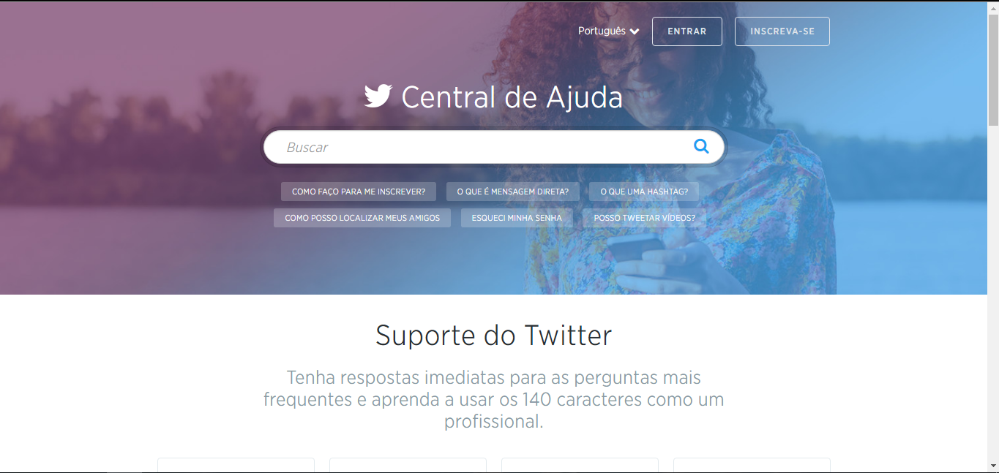 Português
ENTRAR
INSCREVA-SE
Central de Ajuda
Buscar
COMO FAÇO PARA ME INSCREVER?
O QUE É MENSAGEM DIRETA?
O QUE UMA HASHTAG?
COMO POSSO LOCALIZAR MEUS AMIGOS
ESQUECI MINHA SENHA
POSSO TWEETAR VÍDEOS?
Suporte do Twitter
Tenha respostas imediatas para as perguntas mais
frequentes e aprenda a usar os 140 caracteres como um
profissional.